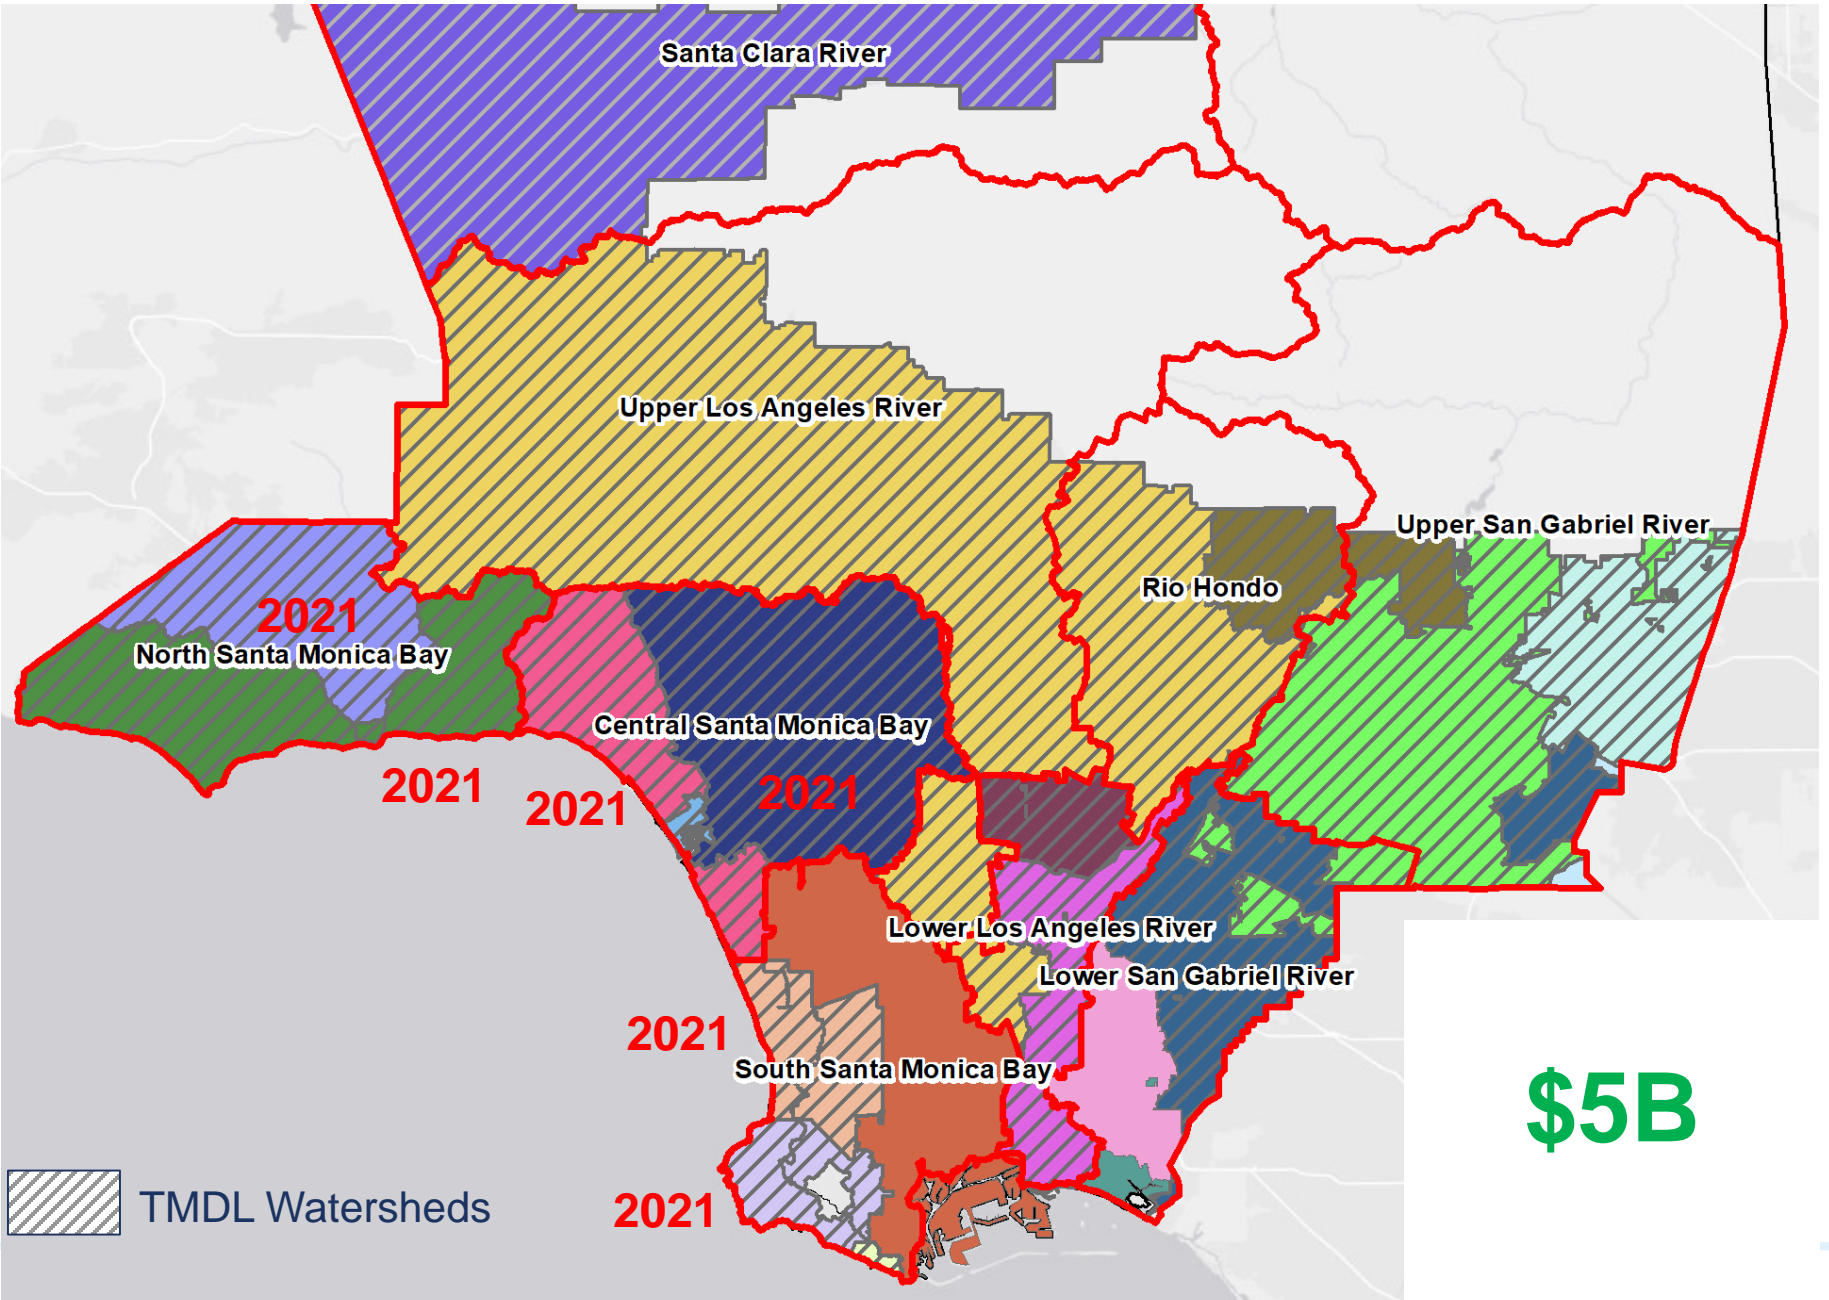 Santa Clara River
Upper Los Angeles River
Upper San Gabriel River
Rio Hondo
2021
North Santa Monica Bay
Central Santa Monica Bay
2021
2021
2021
Lower Los Angeles River
Lower San Gabriel River
2021
South Santa Monica Bay
$5B
TMDL Watersheds
2021